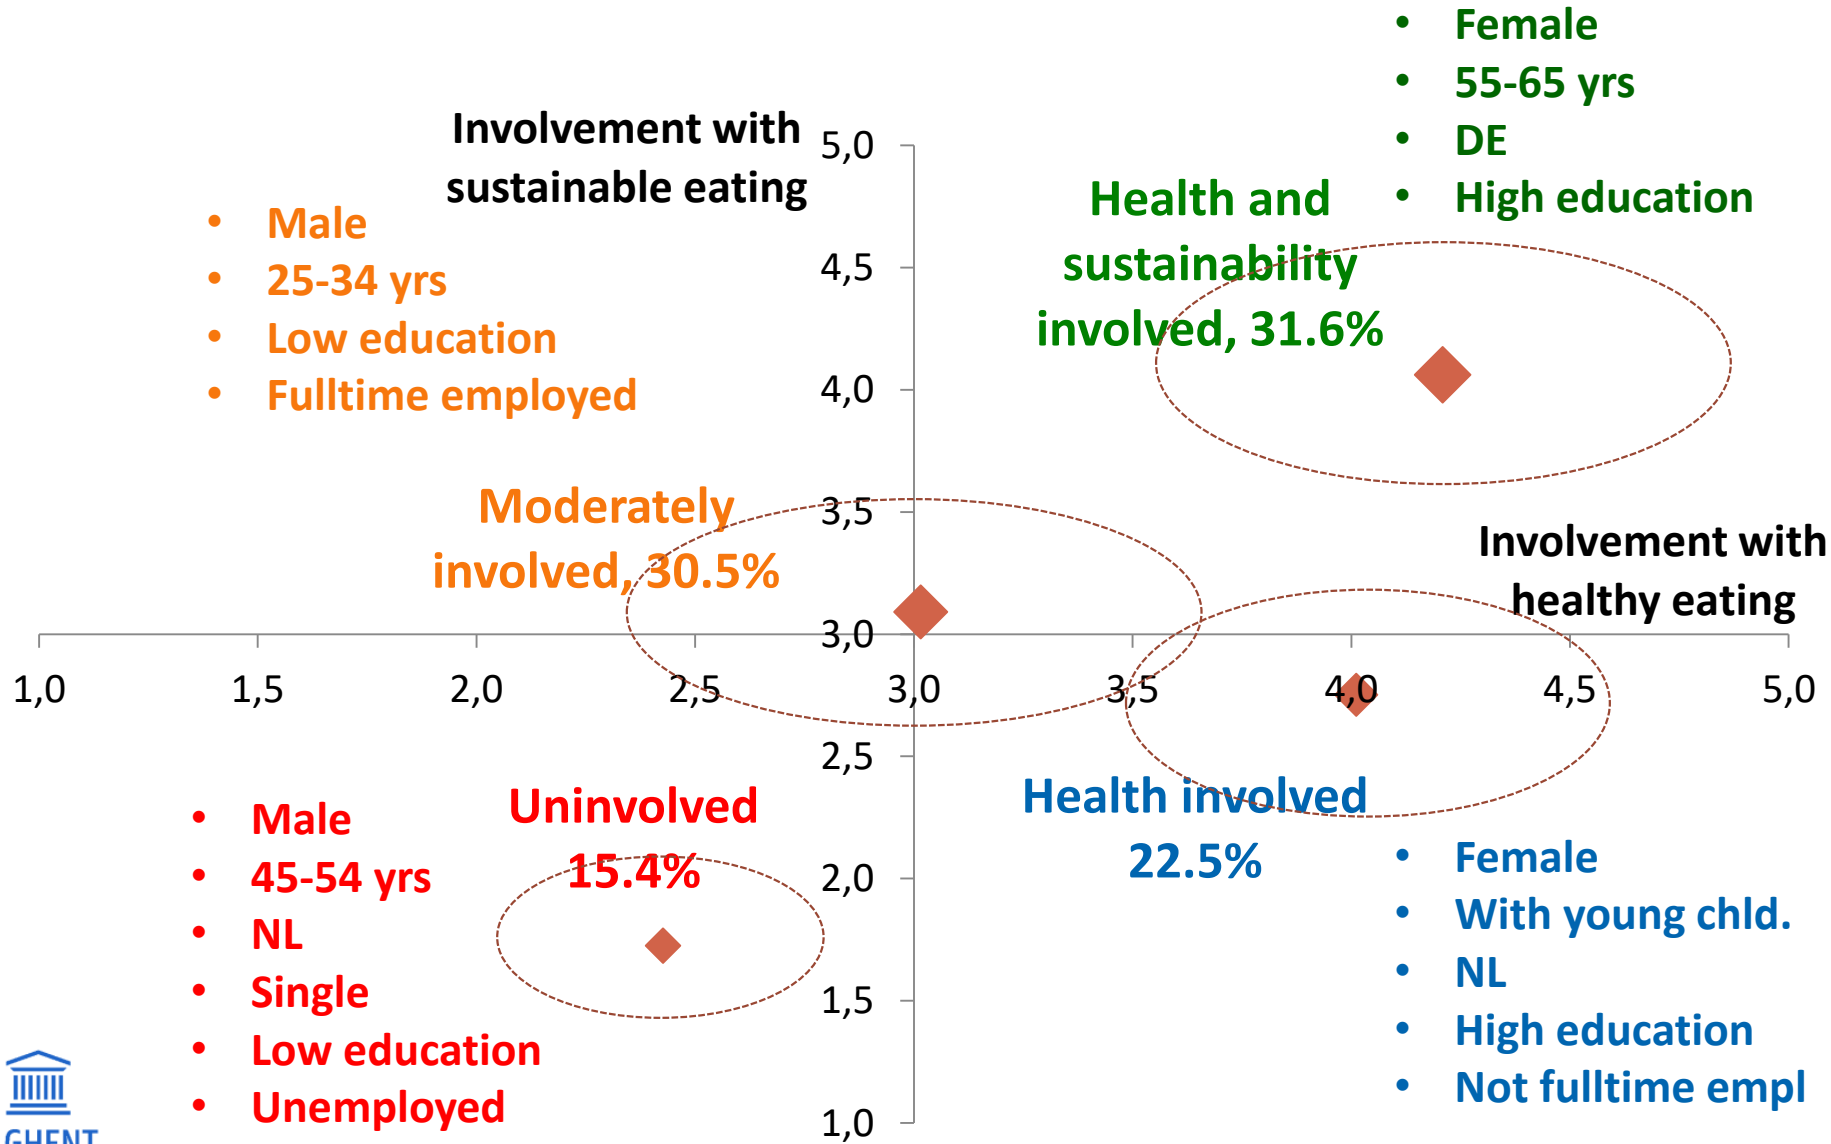 • Female
• 55-65 yrs
• DE
• High education
Involvement with
sustainable eating
• Male
• 25-34 yrs
• Low education
• Fulltime employed
Health and
sustainability
involved, 31.6%
Moderately
involved, 30.5%
Involvement with
healthy eating
5,0
4,5
4,0
3,5
3,0
2,5
2,0
1,5
1,0
1,0 1,5 2,0 2,5 3,0 3,5 4,0 4,5 5,0
Uninvolved
15.4%
• Male
• 45-54 yrs
• NL
• Single
• Low education
• Unemployed
Health involved
22.5%
• Female
• With young chld.
• NL
• High education
• Not fulltime empl
GHENT